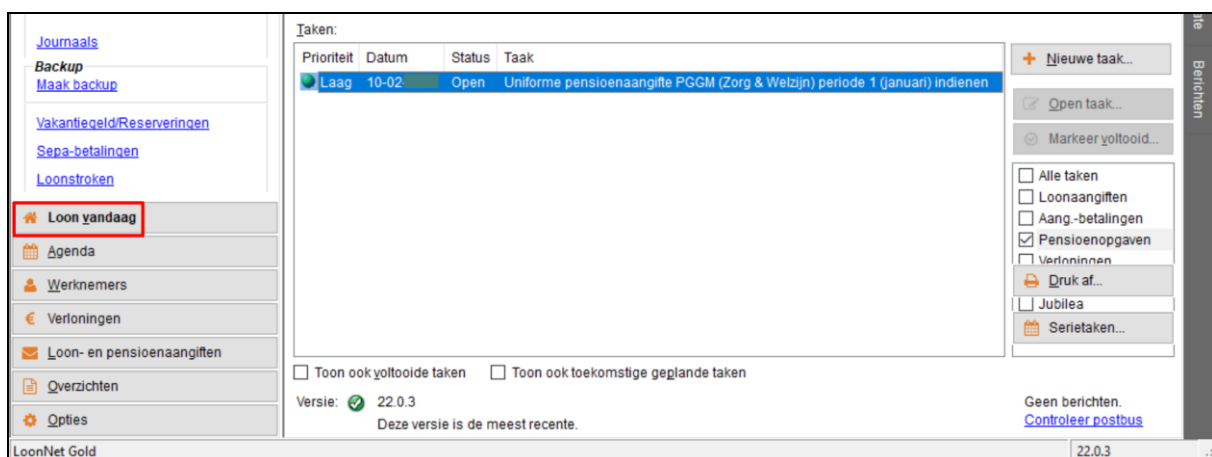 Journaals
Backup
Maak backup
Vakantiegeld/Reserveringen
Sepa-betalingen
Loonstroken
Loon vandaag
Agenda
Werknemers
Verloningen
Loon- en pensioenaangiften
Overzichten
Opties
Taken:
Prioriteit Datum Status Taak
Laag 10-02- Open Uniforme pensioenaangifte PGGM (Zorg & Welzijn) periode 1 (januari) indienen
Toon ook voltooide taken Toon ook toekomstige geplande taken
Versie: 22.0.3
Deze versie is de meest recente.
Nieuwe taak...
Open taak...
Markeer voltooid...
Alle taken
Loonaangiften
Aang.-betalingen
Pensioenopgaven
Verloningen
Druk af...
Jubilea
Serietaken...
Geen berichten.
Controleer postbus
Berichten
LoonNet Gold 22.0.3